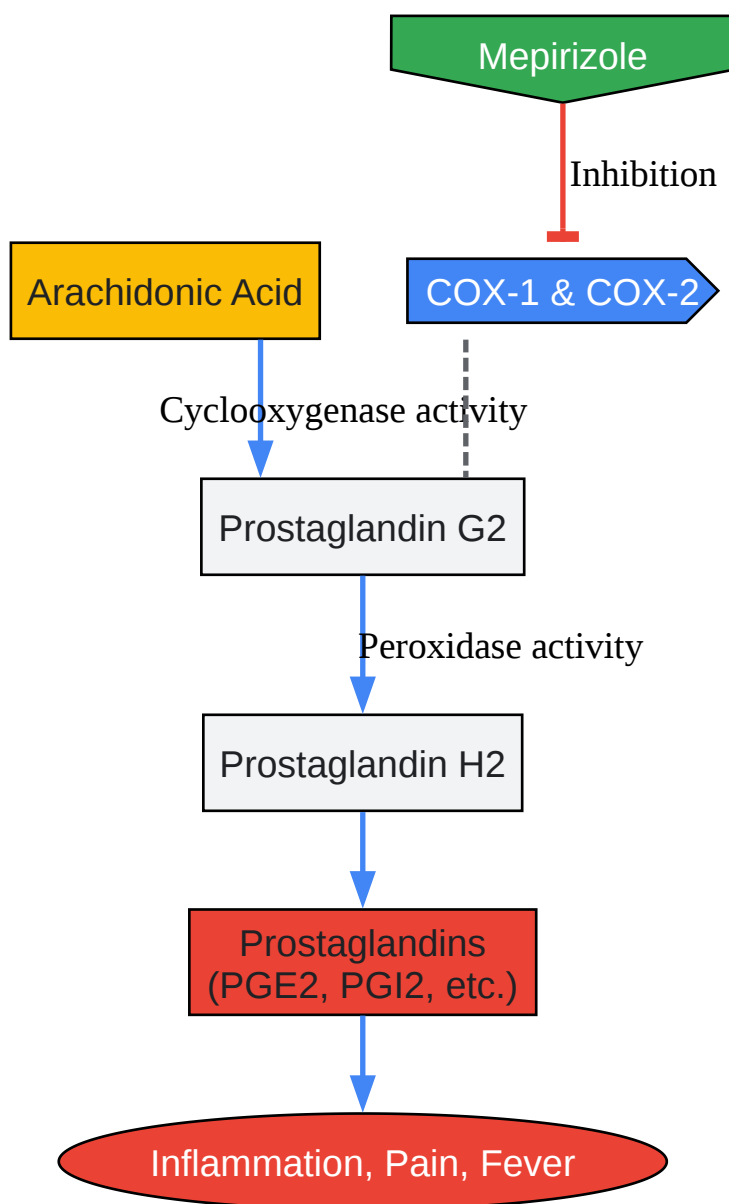 Mepirizole
Inhibition
Arachidonic Acid
COX-1 & COX-2
Cyclooxygenase activity
Prostaglandin G2
Peroxidase activity
Prostaglandin H2
Prostaglandins
(PGE2, PGI2, etc.)
Inflammation, Pain, Fever